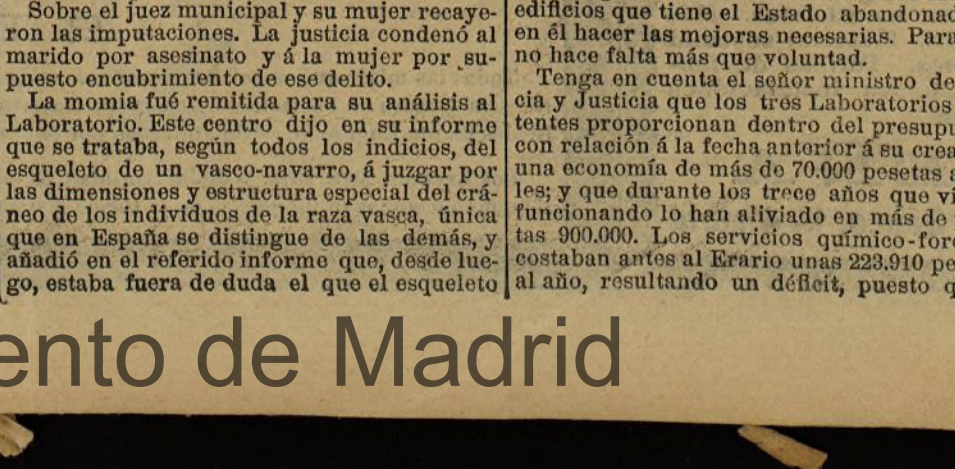 Sobre el juez municipal y su mujer recaye-
ron las imputaciones. La justicia condenó al
marido por asesinato y á la mujer por su-
puesto encubrimiento de ese delito.
La momia fué remitida para su análisis al
Laboratorio. Este centro dijo en su informe
que se trataba, según todos los indicios, del
esqueleto de un vasco-navarro, á juzgar por
las dimensiones y estructura especial del crá-
neo de los individuos de la raza vasca, única
que en España se distingue de las demás, y
añadió en el referido informe que, desde lue-
go, estaba fuera de duda el que el esqueleto
edificios que tiene el Estado abandonad
en él hacer las mejoras necesarias. Para
no hace falta más que voluntad.
Tenga en cuenta el señor ministro de
cia y Justicia que los tres Laboratorios
tentes proporcionan dentro del presupu
con relación á la fecha anterior á su crea
una economía de más de 70.000 pesetas a
les; y que durante los trece años que vi
funcionando lo han aliviado en más de
tas 900.000. Los servicios químico-fore
costaban antes al Erario unas 223.910 pe
al año, resultando un déficit, puesto q
ento de Madrid